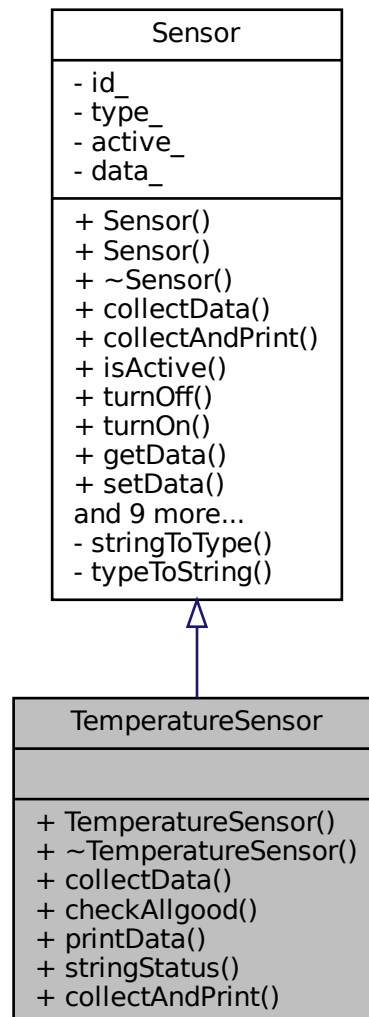 Sensor
- id_
- type_
- active_
- data_
+ Sensor()
+ Sensor()
+ ~Sensor()
+ collectData()
+ collectAndPrint()
+ isActive()
+ turnOff()
+ turnOn()
+ getData()
+ setData()
and 9 more...
- stringToType()
- typeToString()
TemperatureSensor
+ TemperatureSensor()
+ ~TemperatureSensor()
+ collectData()
+ checkAllgood()
+ printData()
+ stringStatus()
+ collectAndPrint()